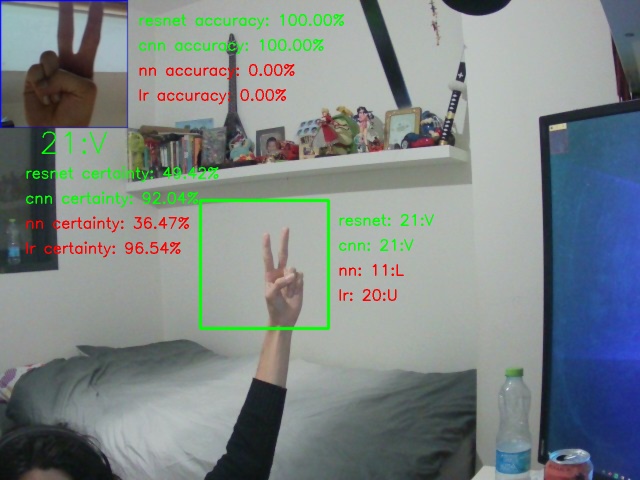 resnet accuracy: 100.00%
cnn accuracy: 100.00%
nn accuracy: 0.00%
lr accuracy: 0.00%
21:V
resnet certainty: 49.42%
cnn certainty: 92.04%
nn certainty: 36.47%
lr certainty: 96.54%
resnet: 21:V
cnn: 21:V
nn: 11:L
lr: 20:U